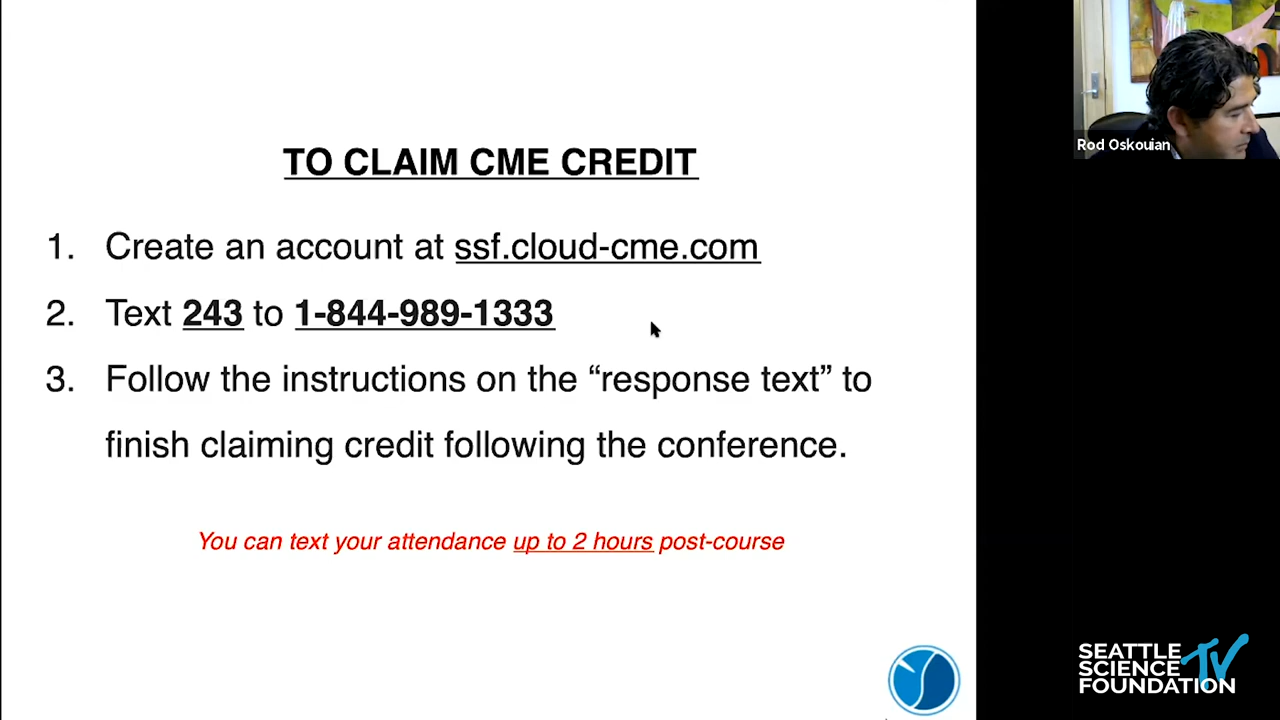 TO CLAIM CME CREDIT
1. Create an account at ssf.cloud-cme.com
2. Text 243 to 1-844-989-1333
3. Follow the instructions on the “response text” to
finish claiming credit following the conference.
You can text your attendance up to 2 hours post-course
Rod Oskouian
SEATTLE
SCIENCE
FOUNDATION
TV